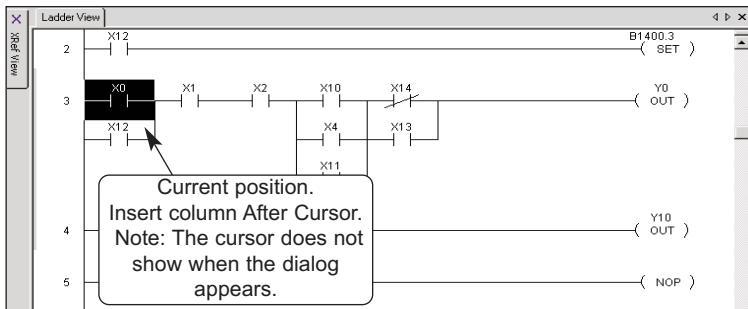 XRef View
Ladder View
X12 B1400.3
2 SET
X0 X1 X2 X10 X14 Y0
3 OUT
X12 X4 X13
X11
Current position.
Insert column After Cursor.
Note: The cursor does not
show when the dialog
appears.
Y10
4 OUT
5 NOP